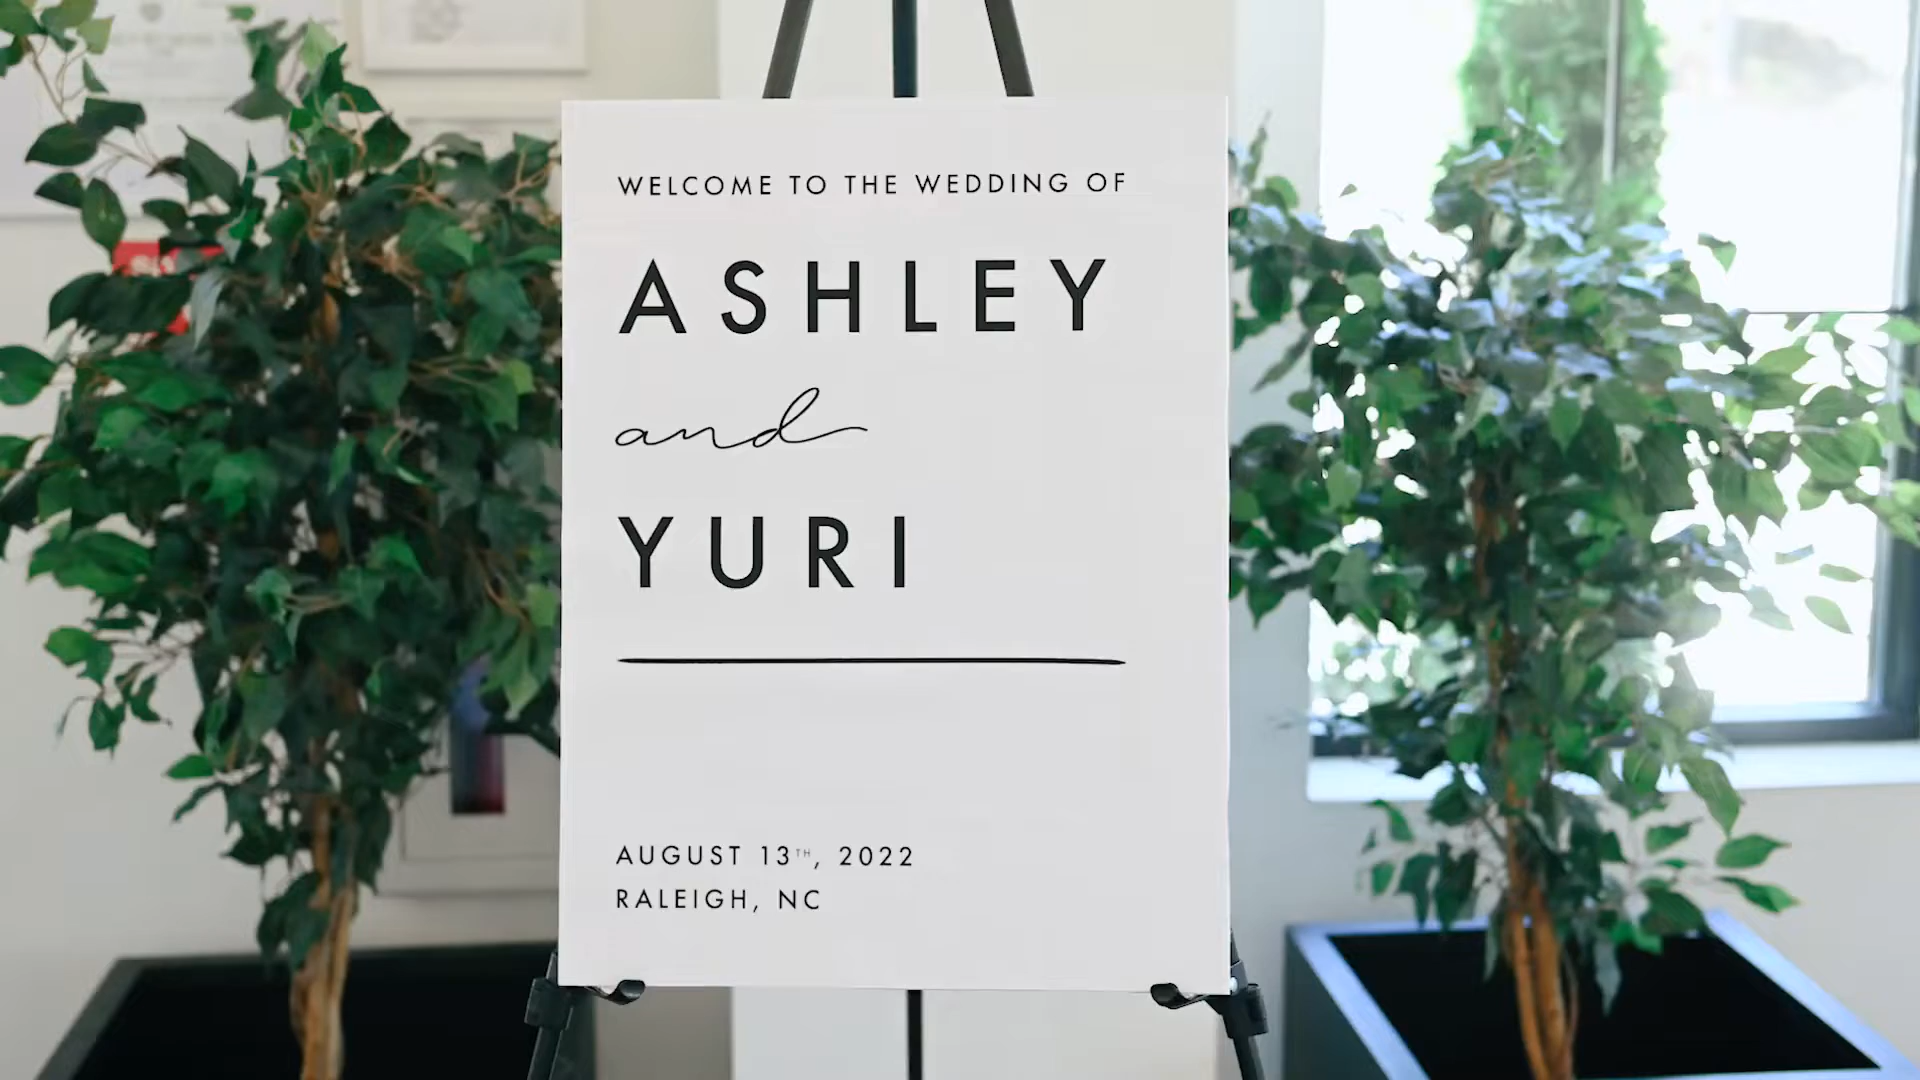 WELCOME TO THE WEDDING OF
ASHLEY
and
YURI
AUGUST 13TH, 2022
RALEIGH, NC